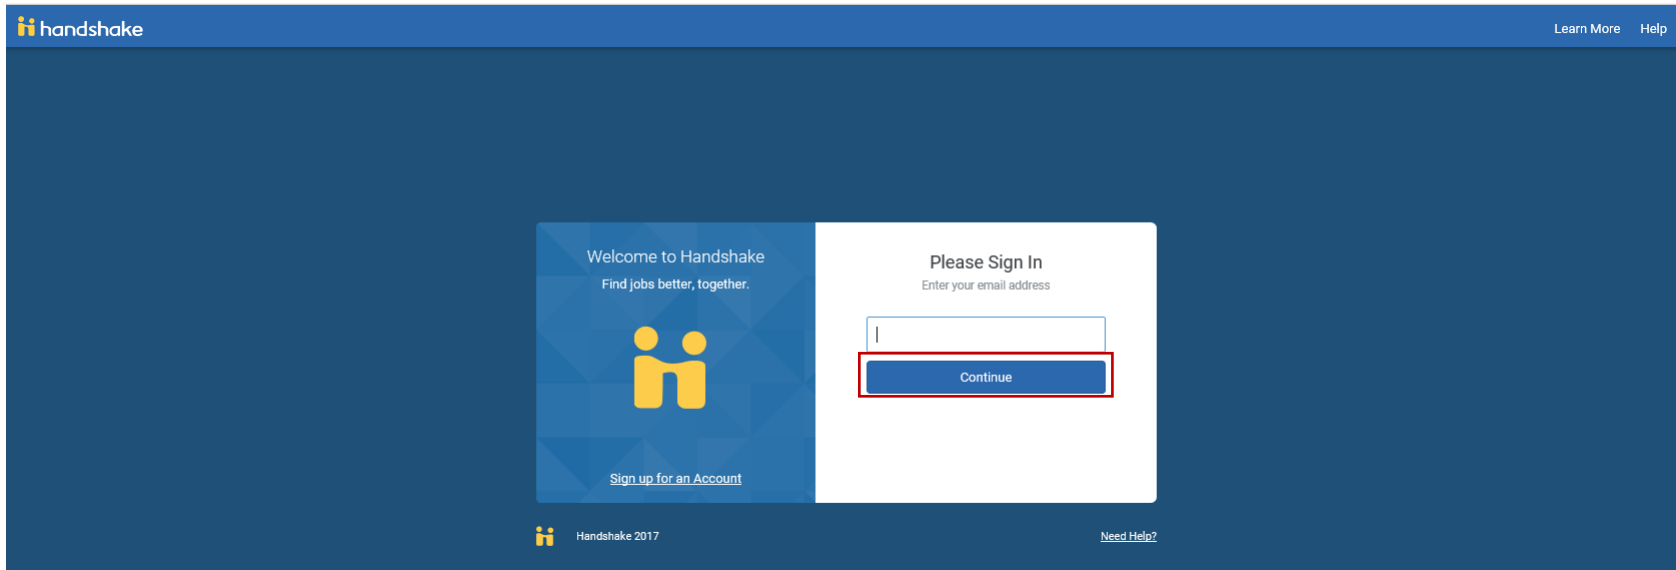 handshake
Learn More Help
Welcome to Handshake
Find jobs better, together.
Sign up for an Account
Please Sign In
Enter your email address
Continue
Handshake 2017
Need Help?